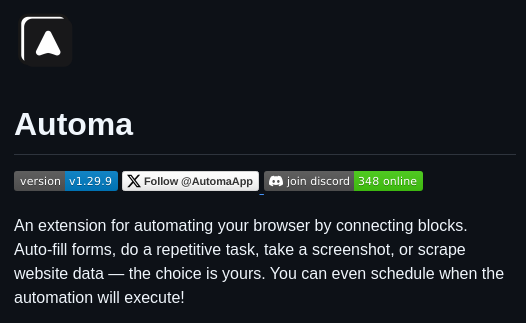 Automa
version v1.29.9 Follow @AutomaApp join discord 348 online
An extension for automating your browser by connecting blocks.
Auto-fill forms, do a repetitive task, take a screenshot, or scrape
website data — the choice is yours. You can even schedule when the
automation will execute!